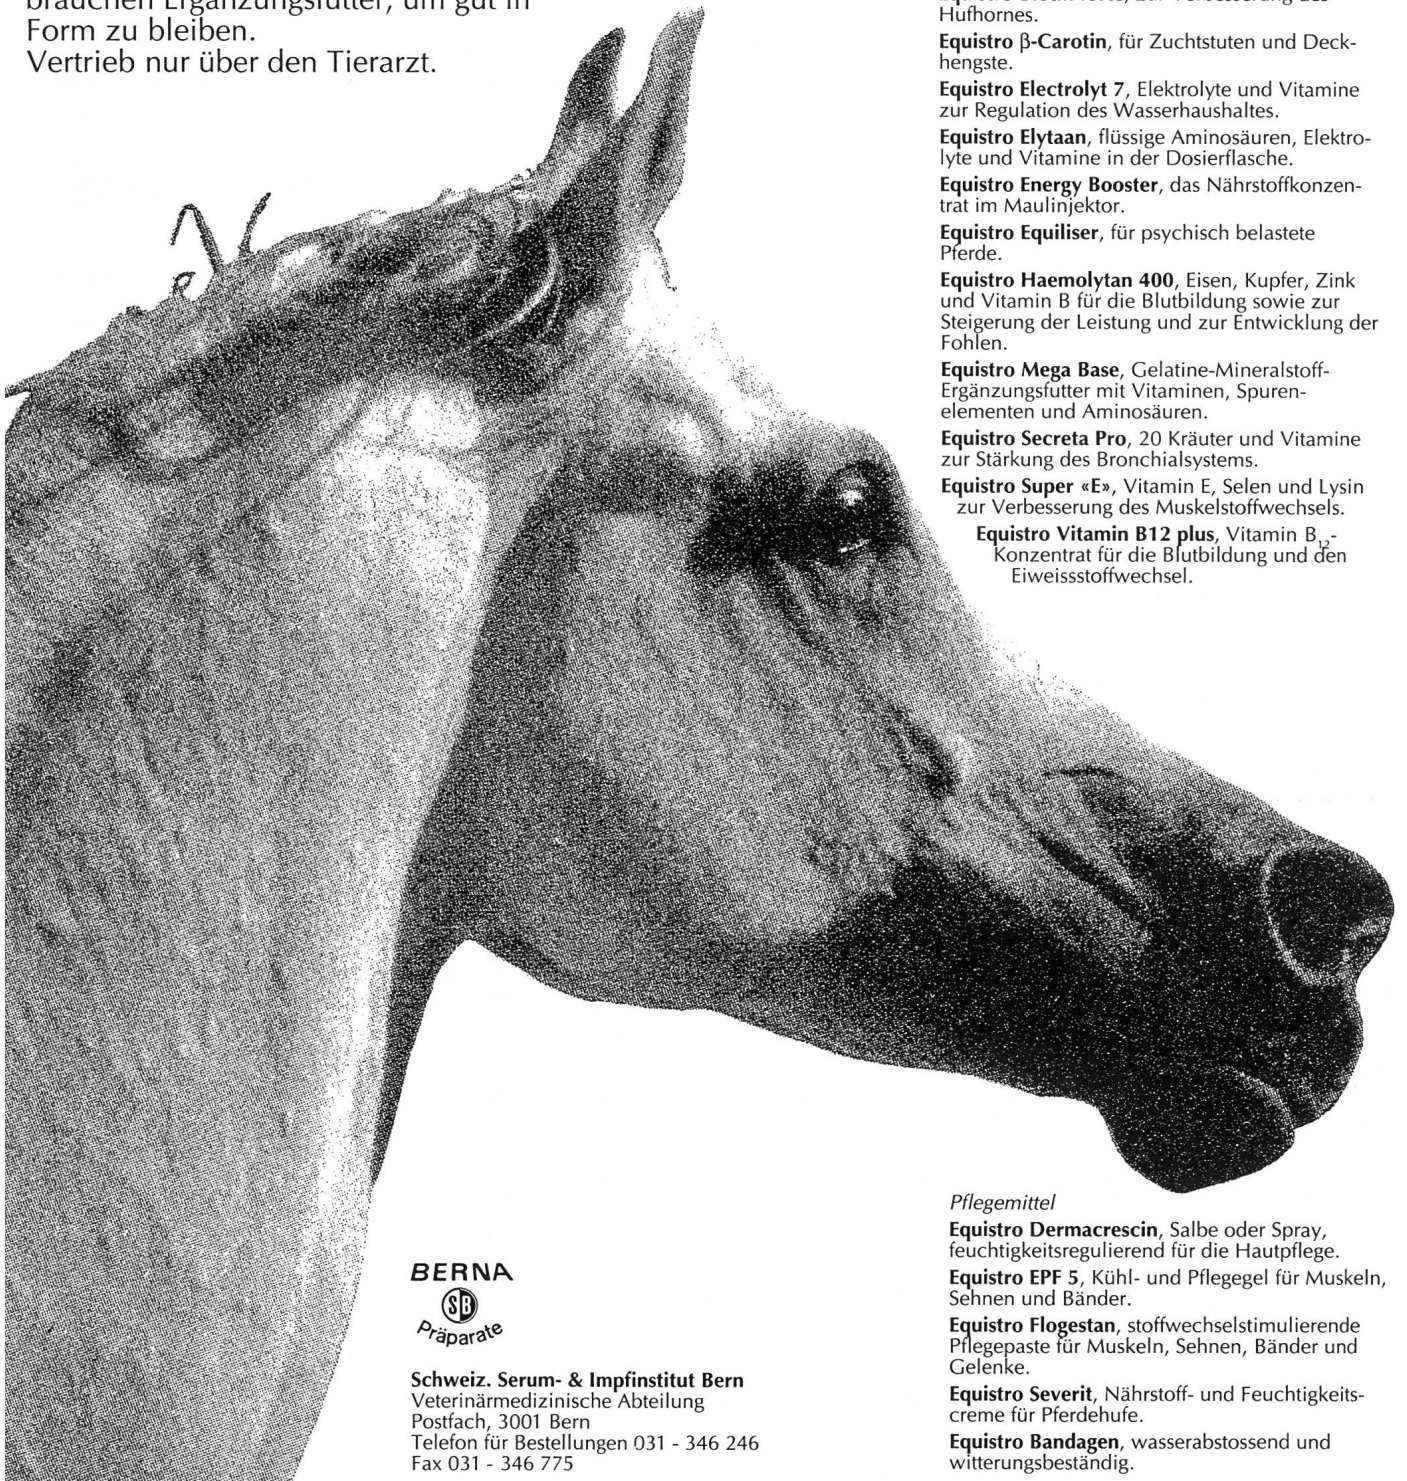 brauchen Ergänzungsfutter, um gut in
Form zu bleiben.
Vertrieb nur über den Tierarzt.
Hufhornes.
Equistro β-Carotin, für Zuchtstuten und Deck-
hengste.
Equistro Electrolyt 7, Elektrolyte und Vitamine
zur Regulation des Wasserhaushaltes.
Equistro Elytaan, flüssige Aminosäuren, Elektro-
lyte und Vitamine in der Dosierflasche.
Equistro Energy Booster, das Nährstoffkonzen-
trat im Maulinjektor.
Equistro Equiliser, für psychisch belastete
Pferde.
Equistro Haemolytan 400, Eisen, Kupfer, Zink
und Vitamin B für die Blutbildung sowie zur
Steigerung der Leistung und zur Entwicklung der
Fohlen.
Equistro Mega Base, Gelatine-Mineralstoff-
Ergänzungsfutter mit Vitaminen, Spuren-
elementen und Aminosäuren.
Equistro Secreta Pro, 20 Kräuter und Vitamine
zur Stärkung des Bronchialsystems.
Equistro Super «E», Vitamin E, Selen und Lysin
zur Verbesserung des Muskelstoffwechsels.
Equistro Vitamin B12 plus, Vitamin B₁₂-
Konzentrat für die Blutbildung und den
Eiweissstoffwechsel.
Pflegemittel
Equistro Dermacrescin, Salbe oder Spray,
feuchtigkeitsregulierend für die Hautpflege.
Equistro EPF 5, Kühl- und Pflegegel für Muskeln,
Sehnen und Bänder.
Equistro Flogestan, stoffwechselstimulierende
Pflegepaste für Muskeln, Sehnen, Bänder und
Gelenke.
Equistro Severit, Nährstoff- und Feuchtigkeits-
creme für Pferdehufe.
Equistro Bandagen, wasserabstossend und
witterungsbeständig.
BERNA
SB
Präparate
Schweiz. Serum- & Impfinstitut Bern
Veterinärmedizinische Abteilung
Postfach, 3001 Bern
Telefon für Bestellungen 031 - 346 246
Fax 031 - 346 775